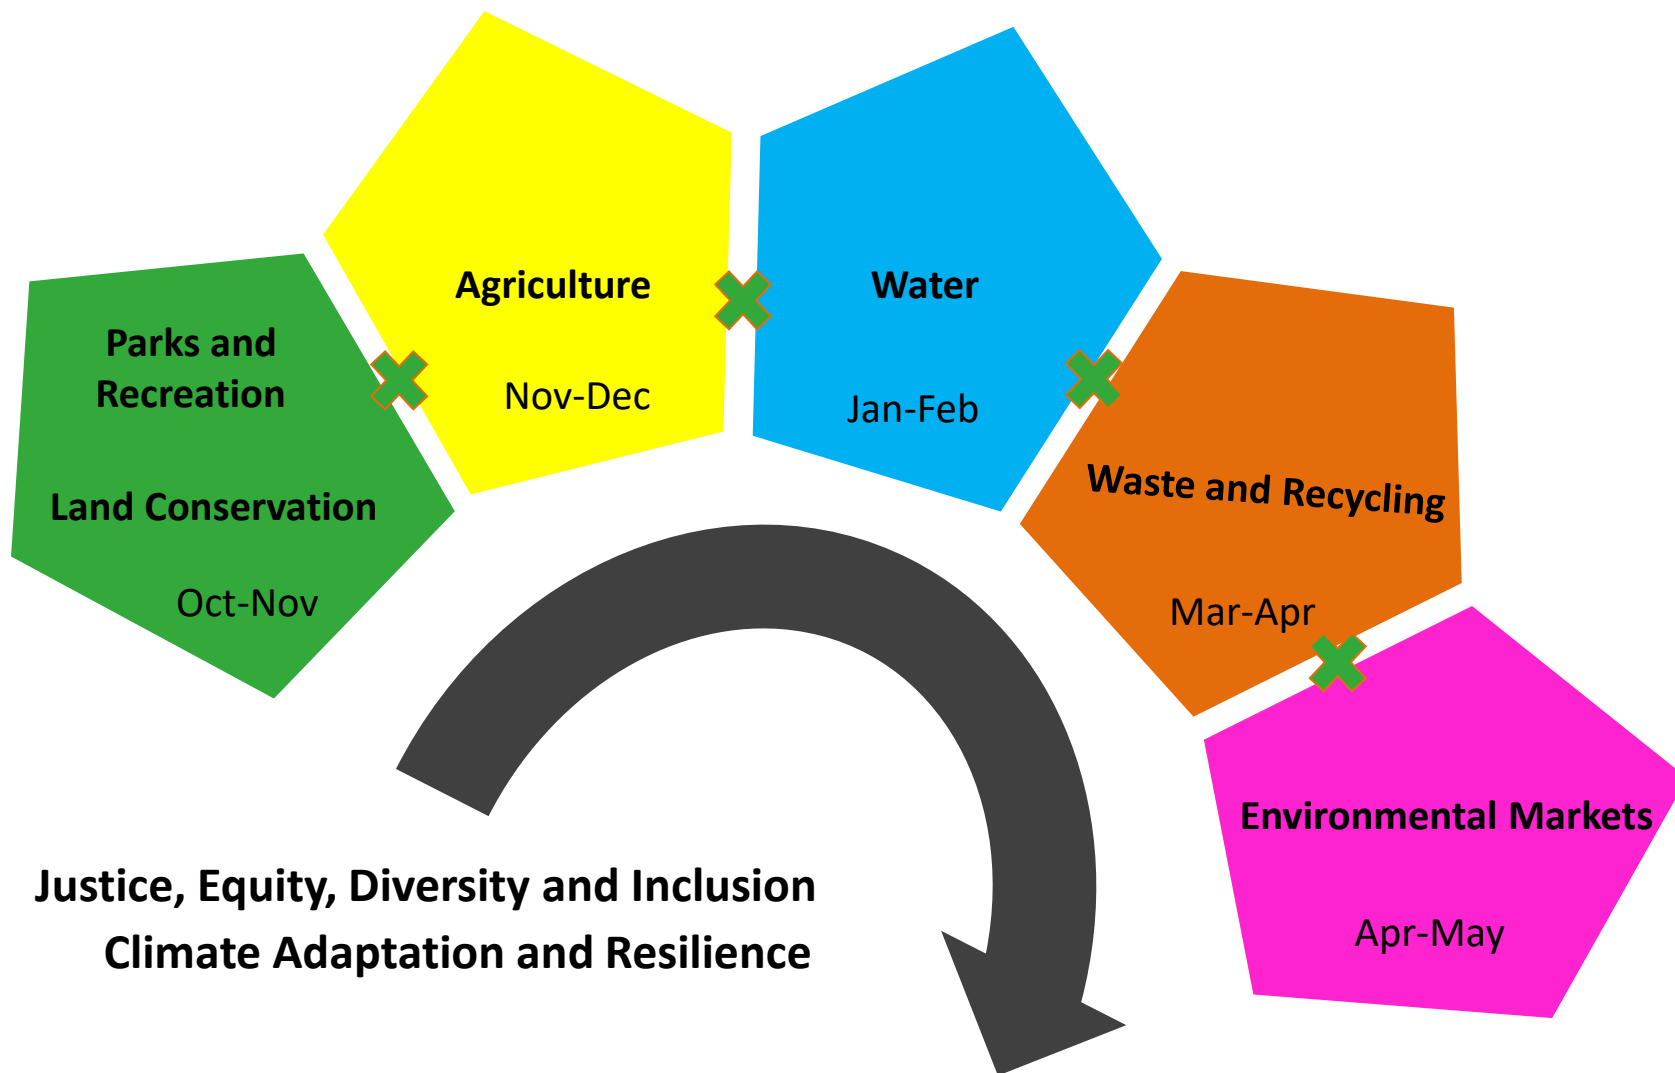 Parks and
Recreation
Land Conservation
Oct-Nov
Agriculture
Nov-Dec
Water
Jan-Feb
Waste and Recycling
Mar-Apr
Environmental Markets
Apr-May
Justice, Equity, Diversity and Inclusion
Climate Adaptation and Resilience